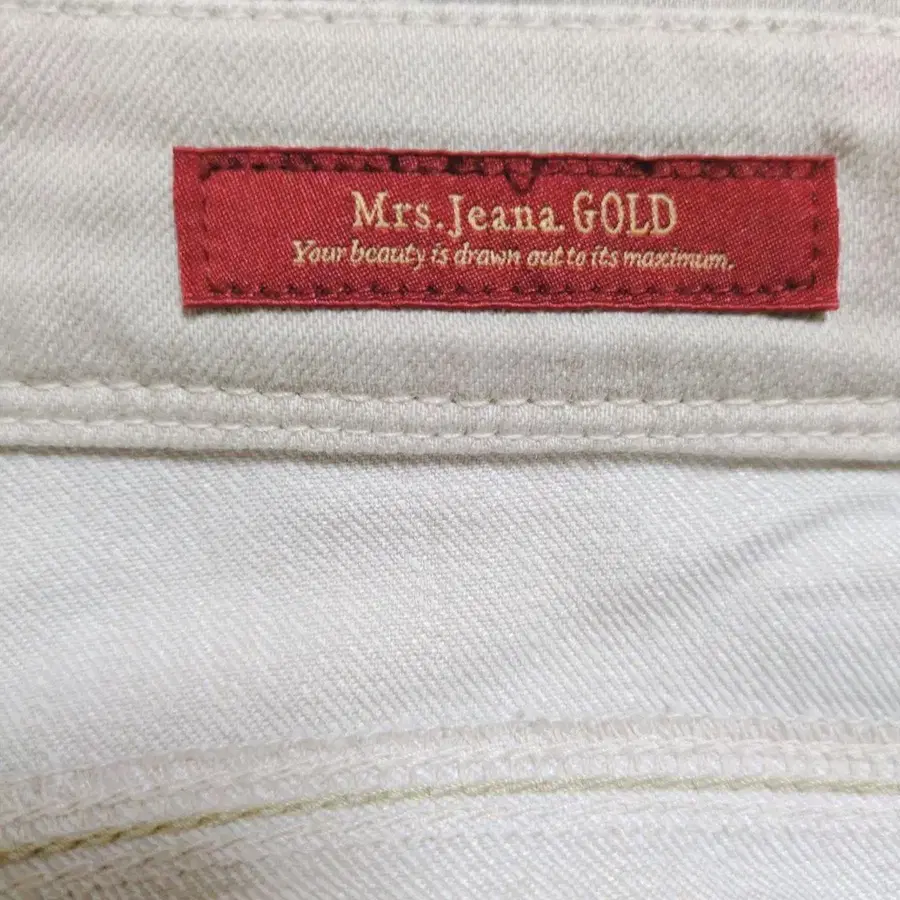 Mrs.Jeana GOLD
Your beauty is drawn out to its maximum.